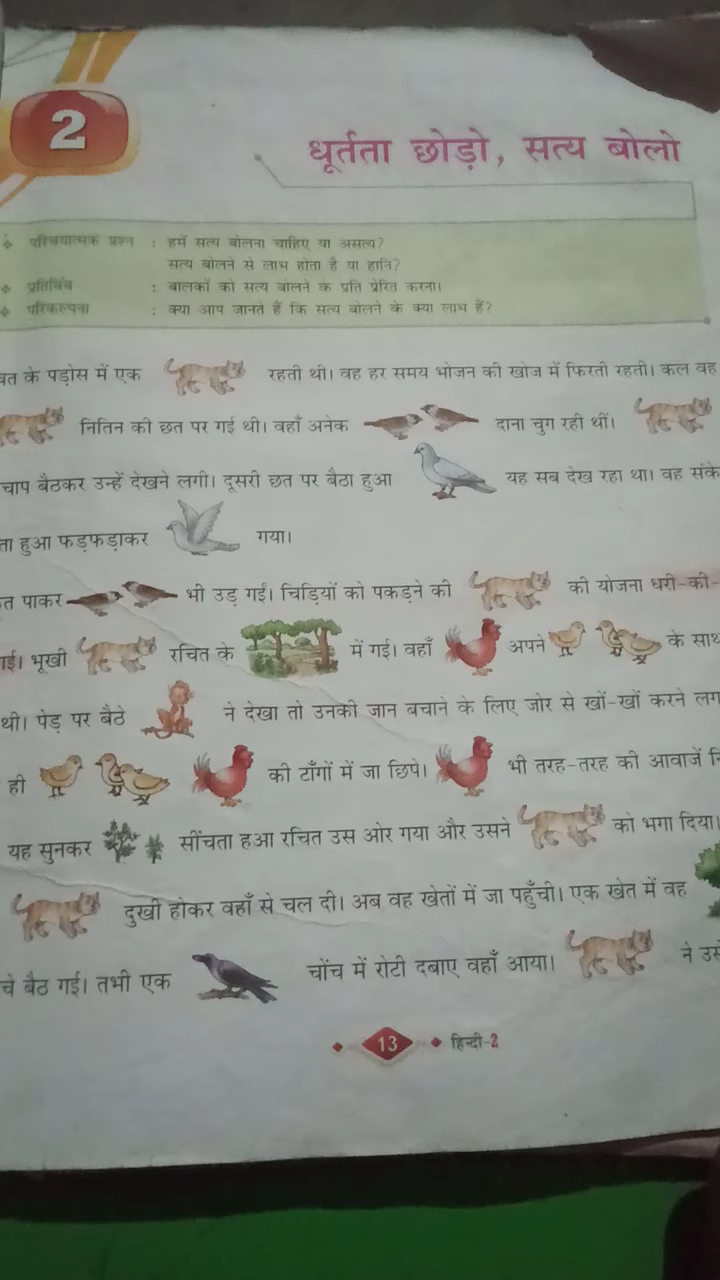 2
धूर्तता छोड़ो, सत्य बोलो
परिचयात्मक प्रश्न : हमें सत्य बोलना चाहिए या असत्य?
सत्य बोलने से लाभ होता है या हानि?
प्रतिबिंब : बालकों को सत्य बोलने के प्रति प्रेरित करना।
परिकल्पना : क्या आप जानते हैं कि सत्य बोलने के क्या लाभ हैं?
के पड़ोस में एक रहती थी। वह हर समय भोजन की खोज में फिरती रहती। कल वह
नितिन की छत पर गई थी। वहाँ अनेक दाना चुग रही थीं।
चाप बैठकर उन्हें देखने लगी। दूसरी छत पर बैठा हुआ यह सब देख रहा था। वह संके
ता हुआ फड़फड़ाकर गया।
त पाकर भी उड़ गईं। चिड़ियों को पकड़ने की की योजना धरी-की-
गई। भूखी रचित के में गई। वहाँ अपने के साथ
थी। पेड़ पर बैठे ने देखा तो उनकी जान बचाने के लिए जोर से खों-खों करने लग
ही की टाँगों में जा छिपे। भी तरह-तरह की आवाजें नि
यह सुनकर सींचता हआ रचित उस ओर गया और उसने को भगा दिया।
दुखी होकर वहाँ से चल दी। अब वह खेतों में जा पहुँची। एक खेत में वह
चे बैठ गई। तभी एक चोंच में रोटी दबाए वहाँ आया। ने उस
13 हिन्दी-2